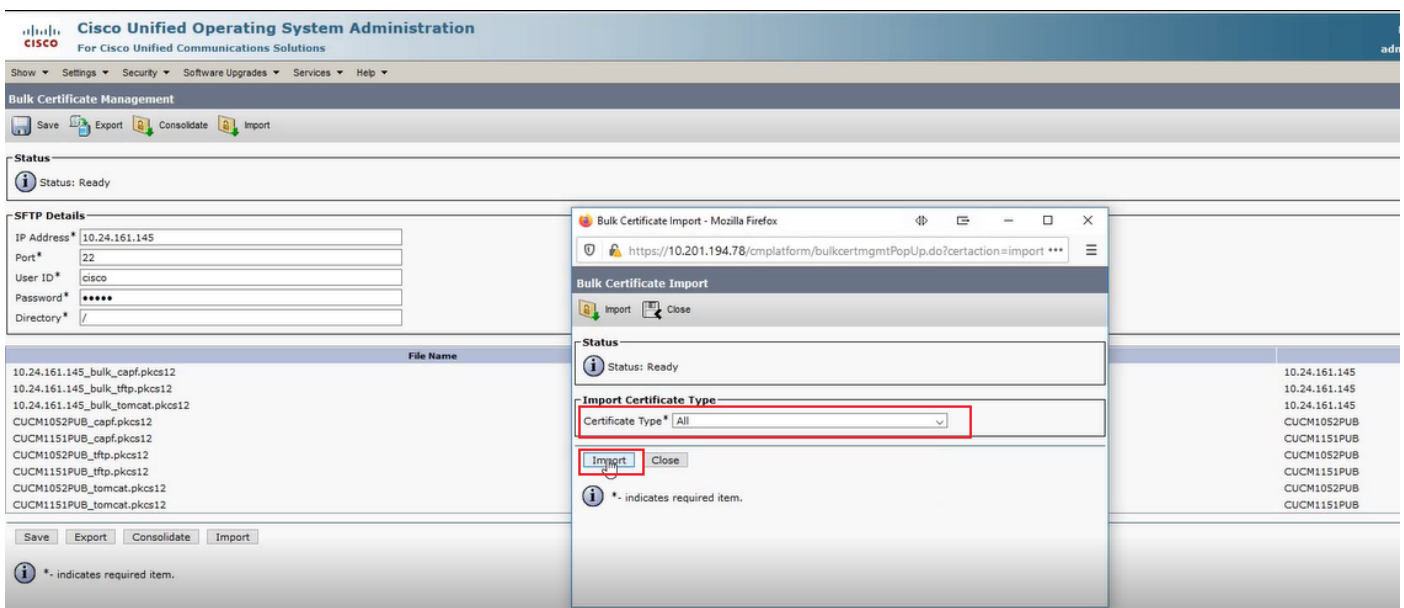 Cisco Unified Operating System Administration
CISCO
For Cisco Unified Communications Solutions
Show Settings Security Software Upgrades Services Help
Bulk Certificate Management
Save Export Consolidate Import
Status
Status: Ready
SFTP Details
IP Address* 10.24.161.145
Port* 22
User ID* cisco
Password* •••••
Directory* /
File Name
10.24.161.145_bulk_capf.pkcs12 10.24.161.145
10.24.161.145_bulk_tftp.pkcs12 10.24.161.145
10.24.161.145_bulk_tomcat.pkcs12 10.24.161.145
CUCM1052PUB_capf.pkcs12 CUCM1052PUB
CUCM1151PUB_capf.pkcs12 CUCM1151PUB
CUCM1052PUB_tftp.pkcs12 CUCM1052PUB
CUCM1151PUB_tftp.pkcs12 CUCM1151PUB
CUCM1052PUB_tomcat.pkcs12 CUCM1052PUB
CUCM1151PUB_tomcat.pkcs12 CUCM1151PUB
Save Export Consolidate Import
*- indicates required item.
Bulk Certificate Import - Mozilla Firefox
https://10.201.194.78/cmplatform/bulkcertmgmtPopUp.do?certaction=import •••
Bulk Certificate Import
Import Close
Status
Status: Ready
Import Certificate Type
Certificate Type* All
Import Close
*- indicates required item.